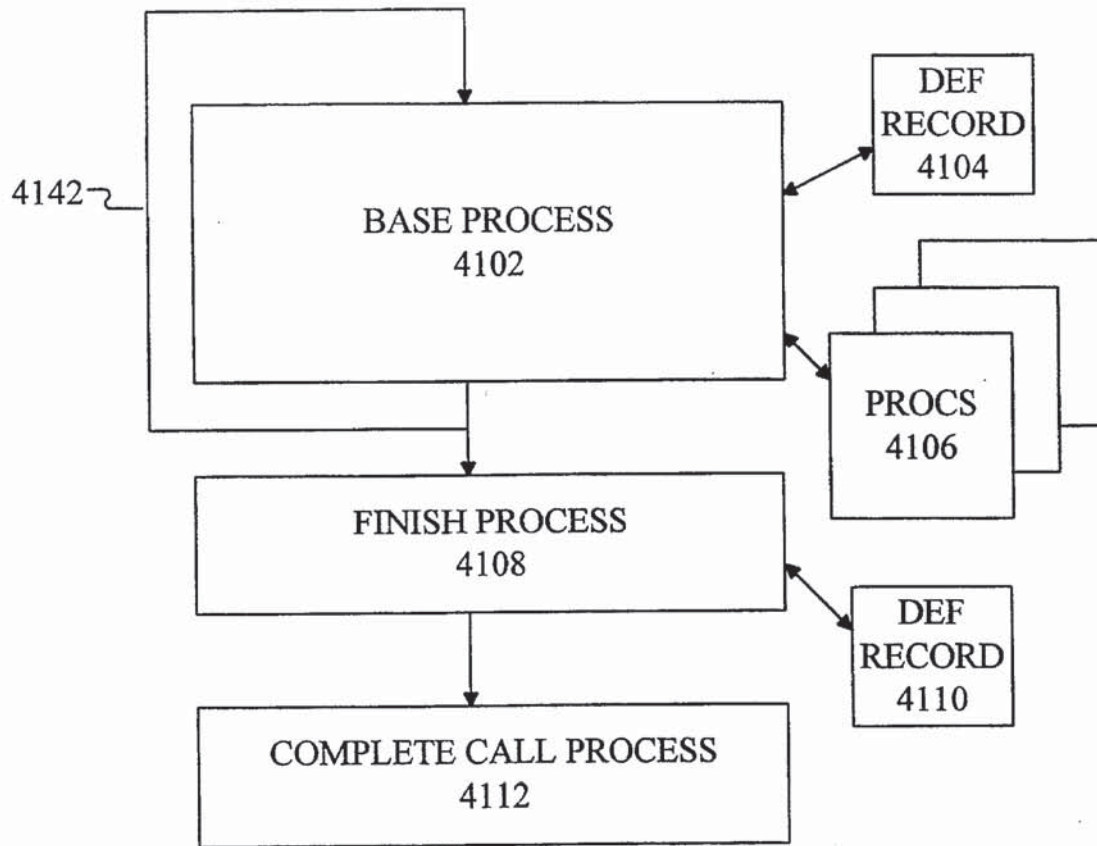 DEF
RECORD
4104
4142
BASE PROCESS
4102
PROCS
4106
FINISH PROCESS
4108
DEF
RECORD
4110
COMPLETE CALL PROCESS
4112